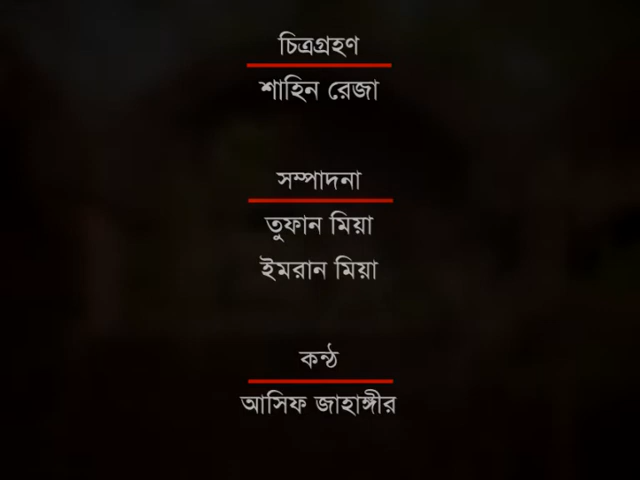 চিত্রগ্রহণ
শাহিন রেজা
সম্পাদনা
তুফান মিয়া
ইমরান মিয়া
কন্ঠ
আসিফ জাহাঙ্গীর